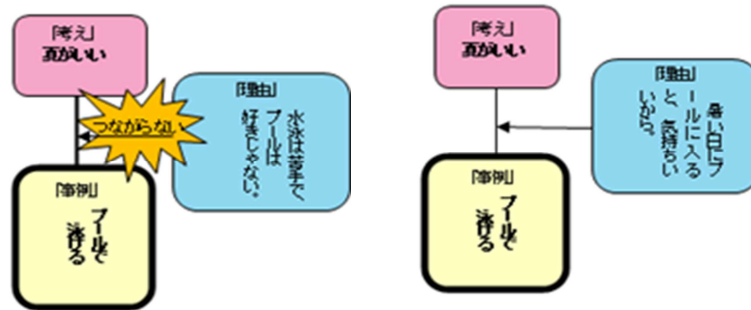 「考え」
夏がいい
つながらない
「理由」
水泳は苦手で、
プールは
好きじゃない。
「事例」
プールで
泳げる
「考え」
夏がいい
「理由」
暑い日にプ
ールに入る
と、気持ちい
いから。
「事例」
プールで
泳げる